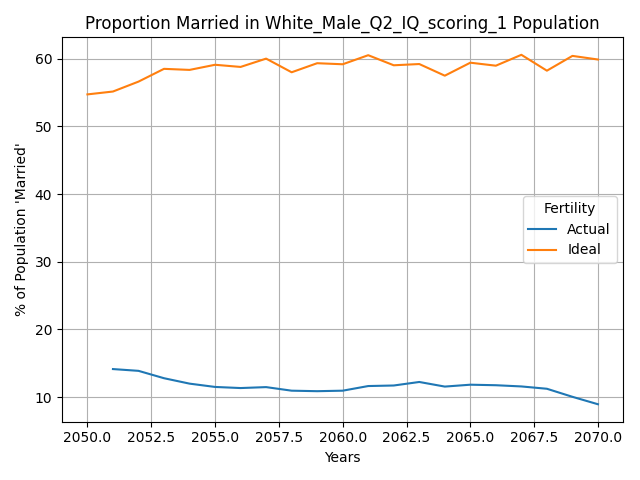 Proportion Married in White_Male_Q2_IQ_scoring_1 Population
% of Population 'Married'
60
50
40
30
20
10
Fertility
Actual
Ideal
2050.0 2052.5 2055.0 2057.5 2060.0 2062.5 2065.0 2067.5 2070.0
Years